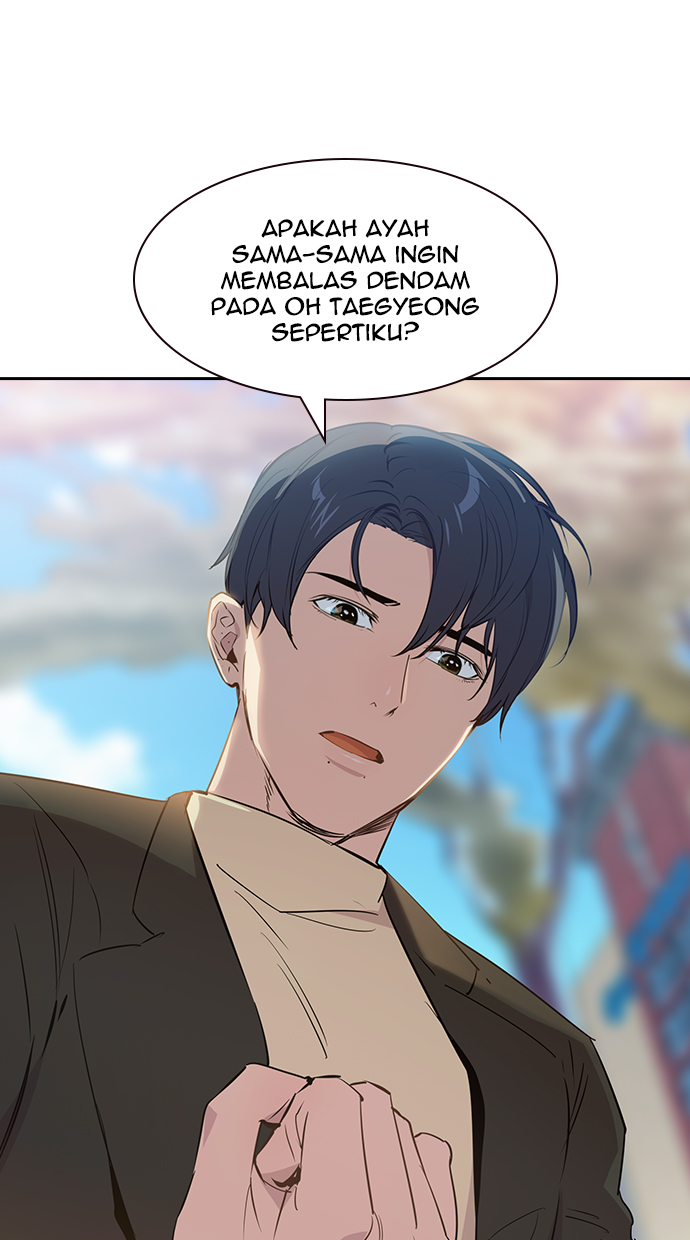 APAKAH AYAH
SAMA-SAMA INGIN
MEMBALAS DENDAM
PADA OH TAEGYEONG
SEPERTIKU?